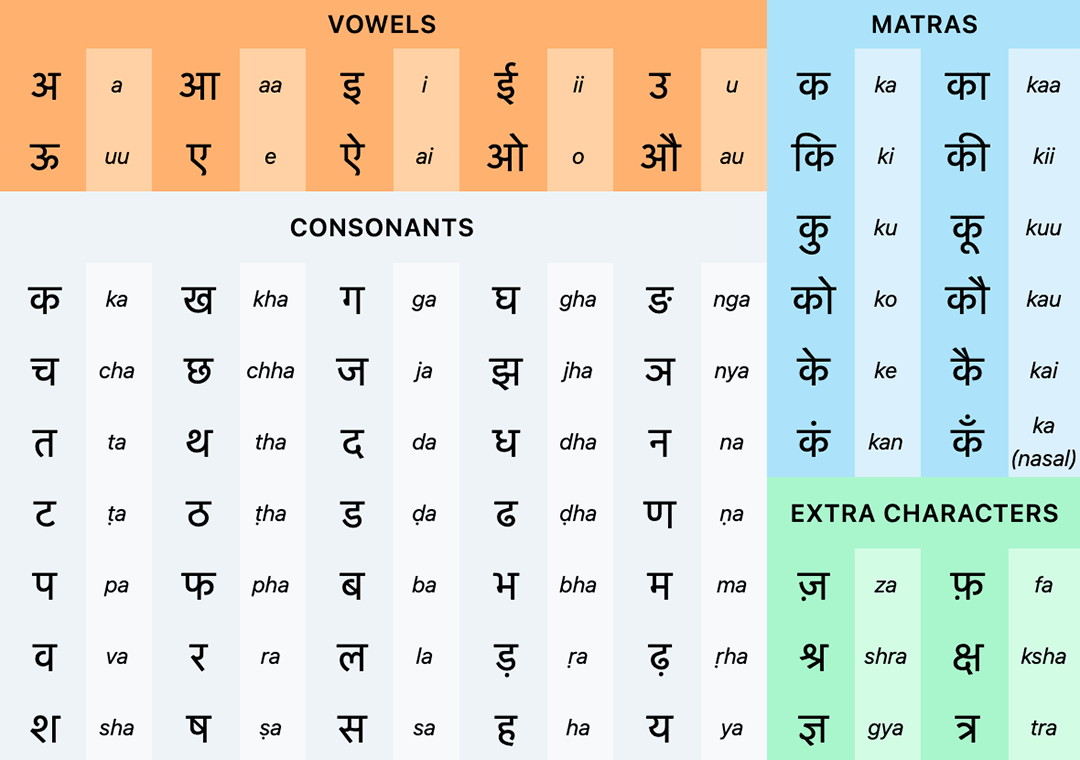 VOWELS
अ a आ aa इ i ई ii उ u
ऊ uu ए e ऐ ai ओ o औ au
CONSONANTS
क ka ख kha ग ga घ gha ङ nga
च cha छ chha ज ja झ jha ञ nya
त ta थ tha द da ध dha न na
ट ṭa ठ ṭha ड ḍa ढ ḍha ण ṇa
प pa फ pha ब ba भ bha म ma
व va र ra ल la ड़ ṛa ढ़ ṛha
श sha ष ṣa स sa ह ha य ya
MATRAS
क ka का kaa
कि ki की kii
कु ku कू kuu
को ko कौ kau
के ke कै kai
कं kan कँ ka
(nasal)
EXTRA CHARACTERS
ज़ za फ़ fa
श्र shra क्ष ksha
ज्ञ gya त्र tra